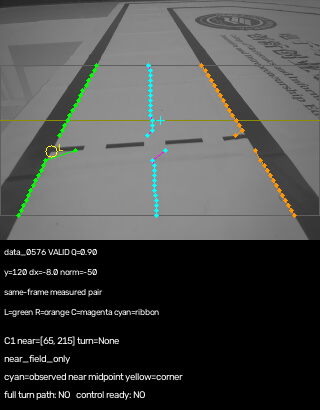 data_0576 VALID Q=0.90
y=120 dx=-8.0 norm=-50
same-frame measured pair
L=green R=orange C=magenta cyan=ribbon
C1 near=[65, 215] turn=None
near_field_only
cyan=observed near midpoint yellow=corner
full turn path: NO   control ready: NO